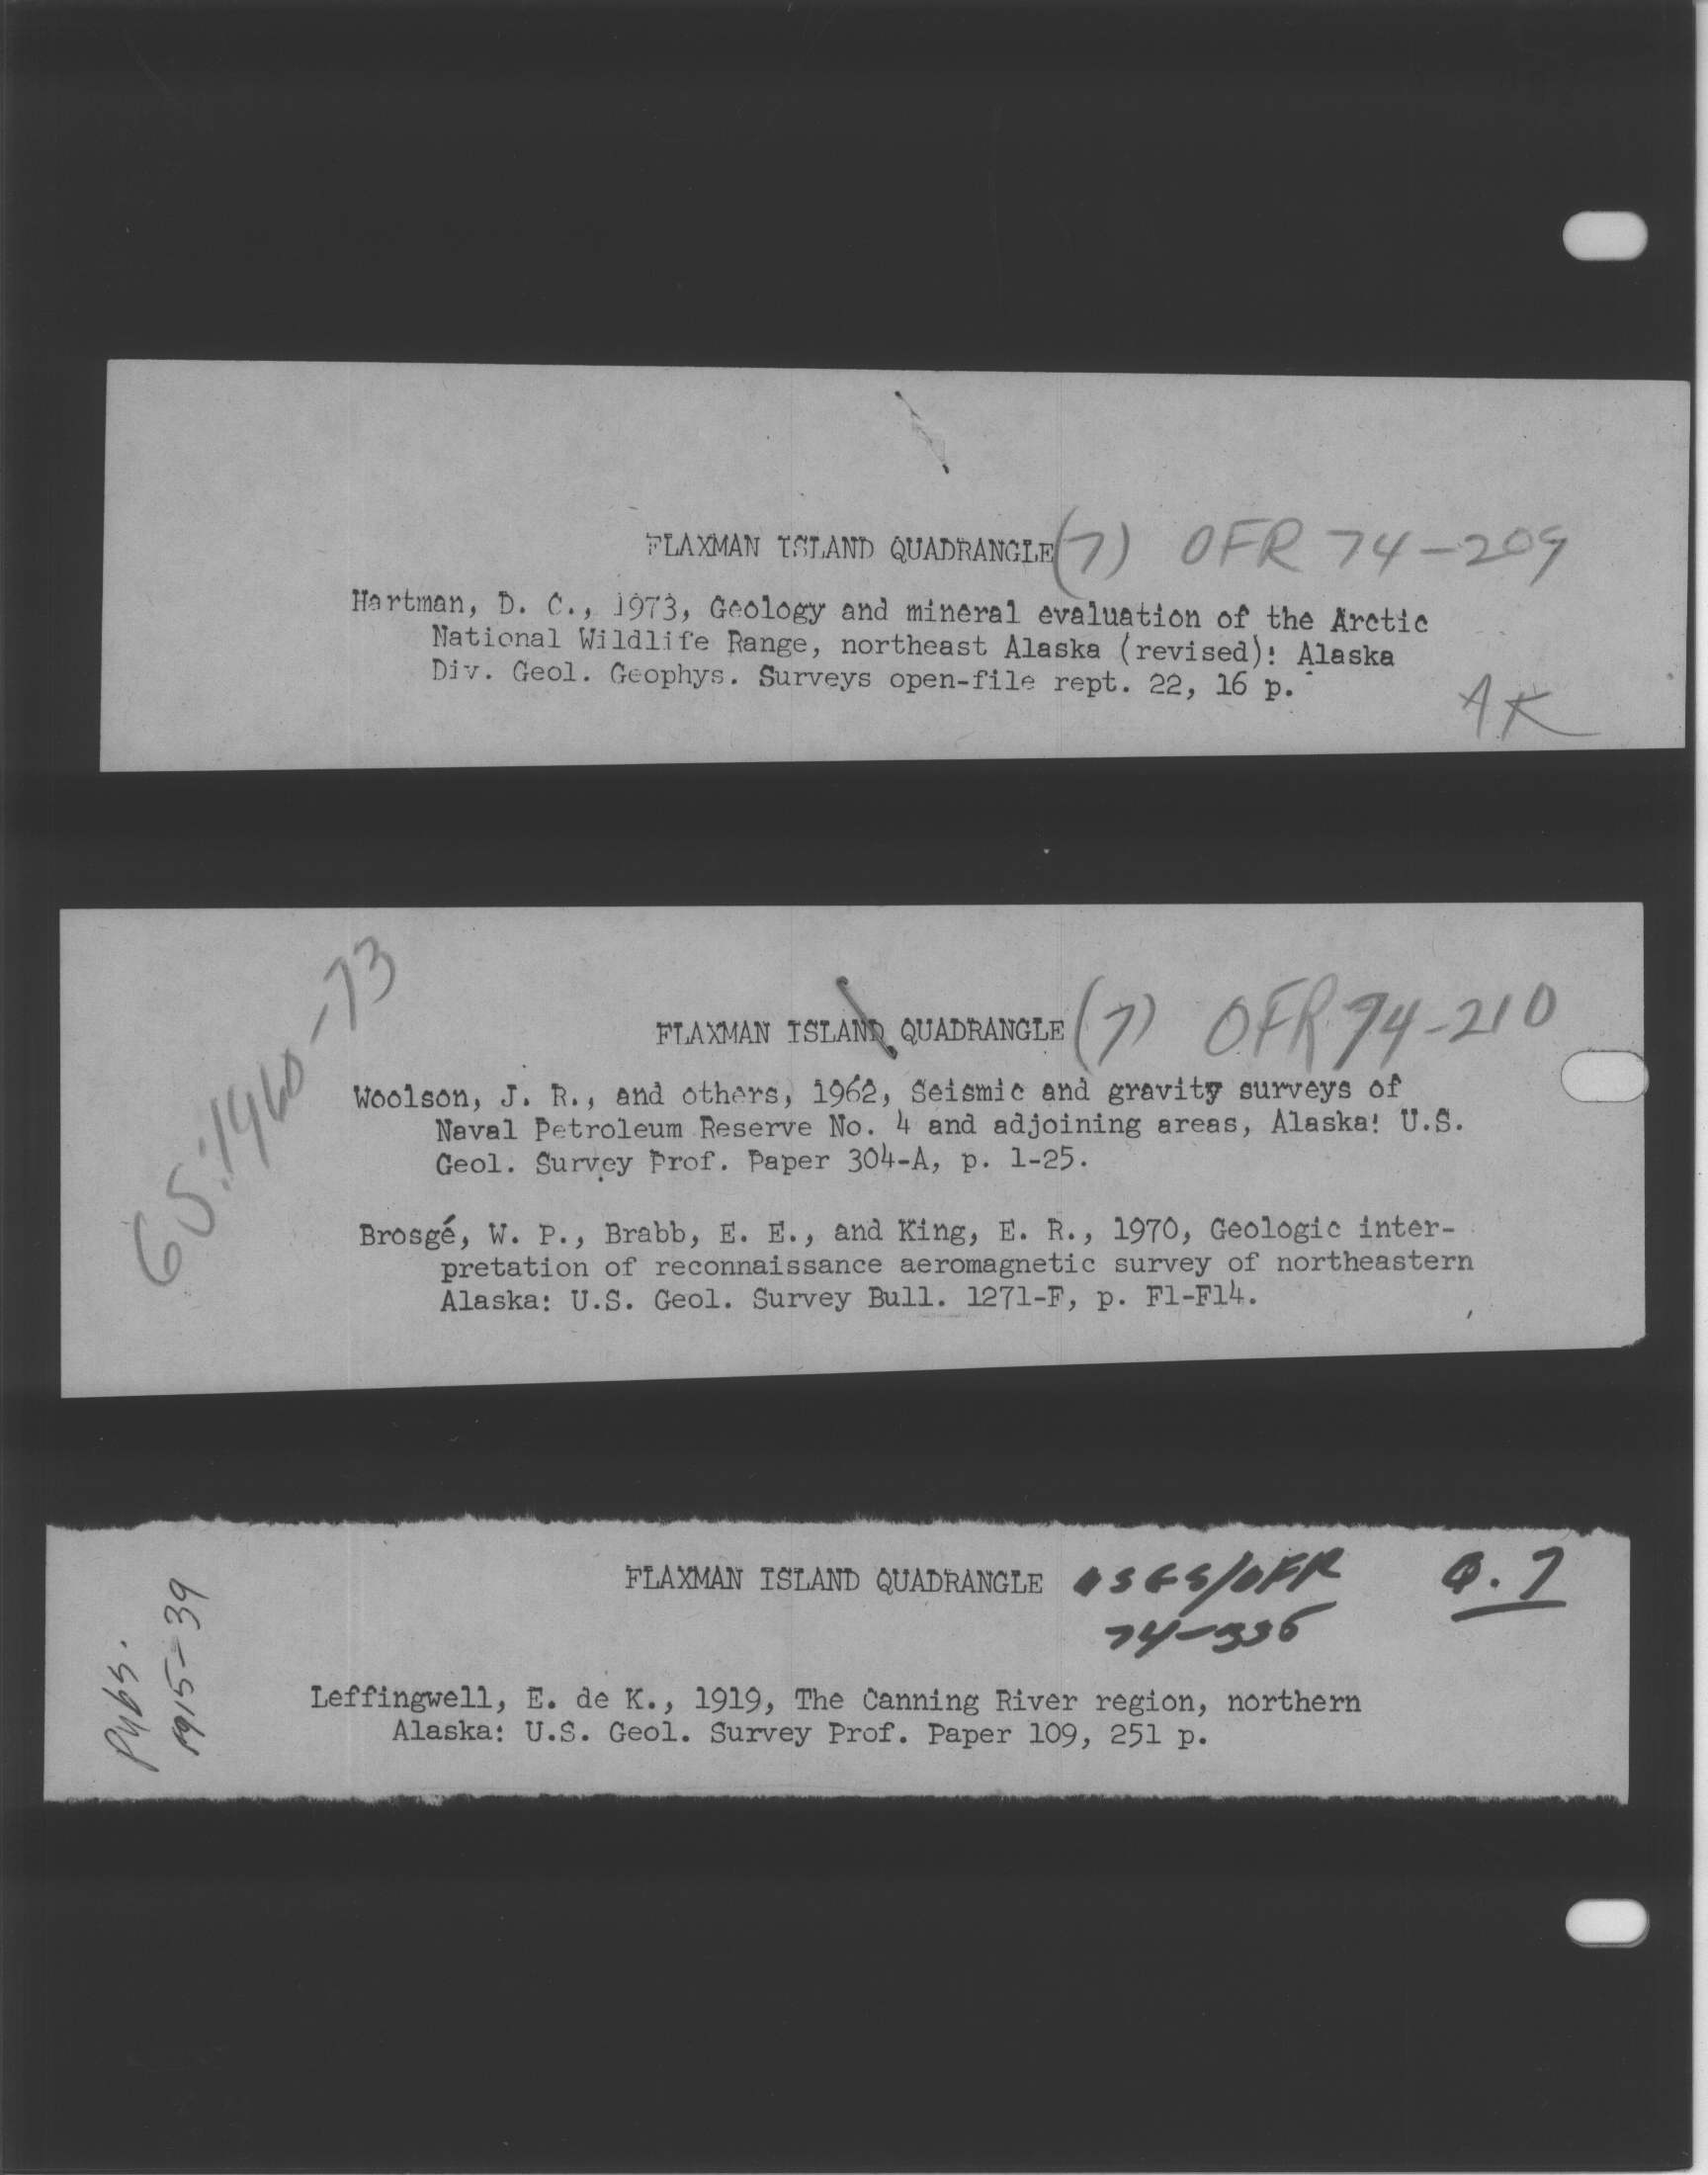 FLAXMAN ISLAND QUADRANGLE (7) OFR 74-209
Hartman, D. C., 1973, Geology and mineral evaluation of the Arctic
National Wildlife Range, northeast Alaska (revised): Alaska
Div. Geol. Geophys. Surveys open-file rept. 22, 16 p.
AK
GS:1960-73
FLAXMAN ISLAND QUADRANGLE (7) OFR 74-210
Woolson, J. R., and others, 1962, Seismic and gravity surveys of
Naval Petroleum Reserve No. 4 and adjoining areas, Alaska: U.S.
Geol. Survey Prof. Paper 304-A, p. 1-25.
Brosgé, W. P., Brabb, E. E., and King, E. R., 1970, Geologic inter-
pretation of reconnaissance aeromagnetic survey of northeastern
Alaska: U.S. Geol. Survey Bull. 1271-F, p. F1-F14.
Pubs.
1915-39
FLAXMAN ISLAND QUADRANGLE USGS/OFR Q.7
74-336
Leffingwell, E. de K., 1919, The Canning River region, northern
Alaska: U.S. Geol. Survey Prof. Paper 109, 251 p.